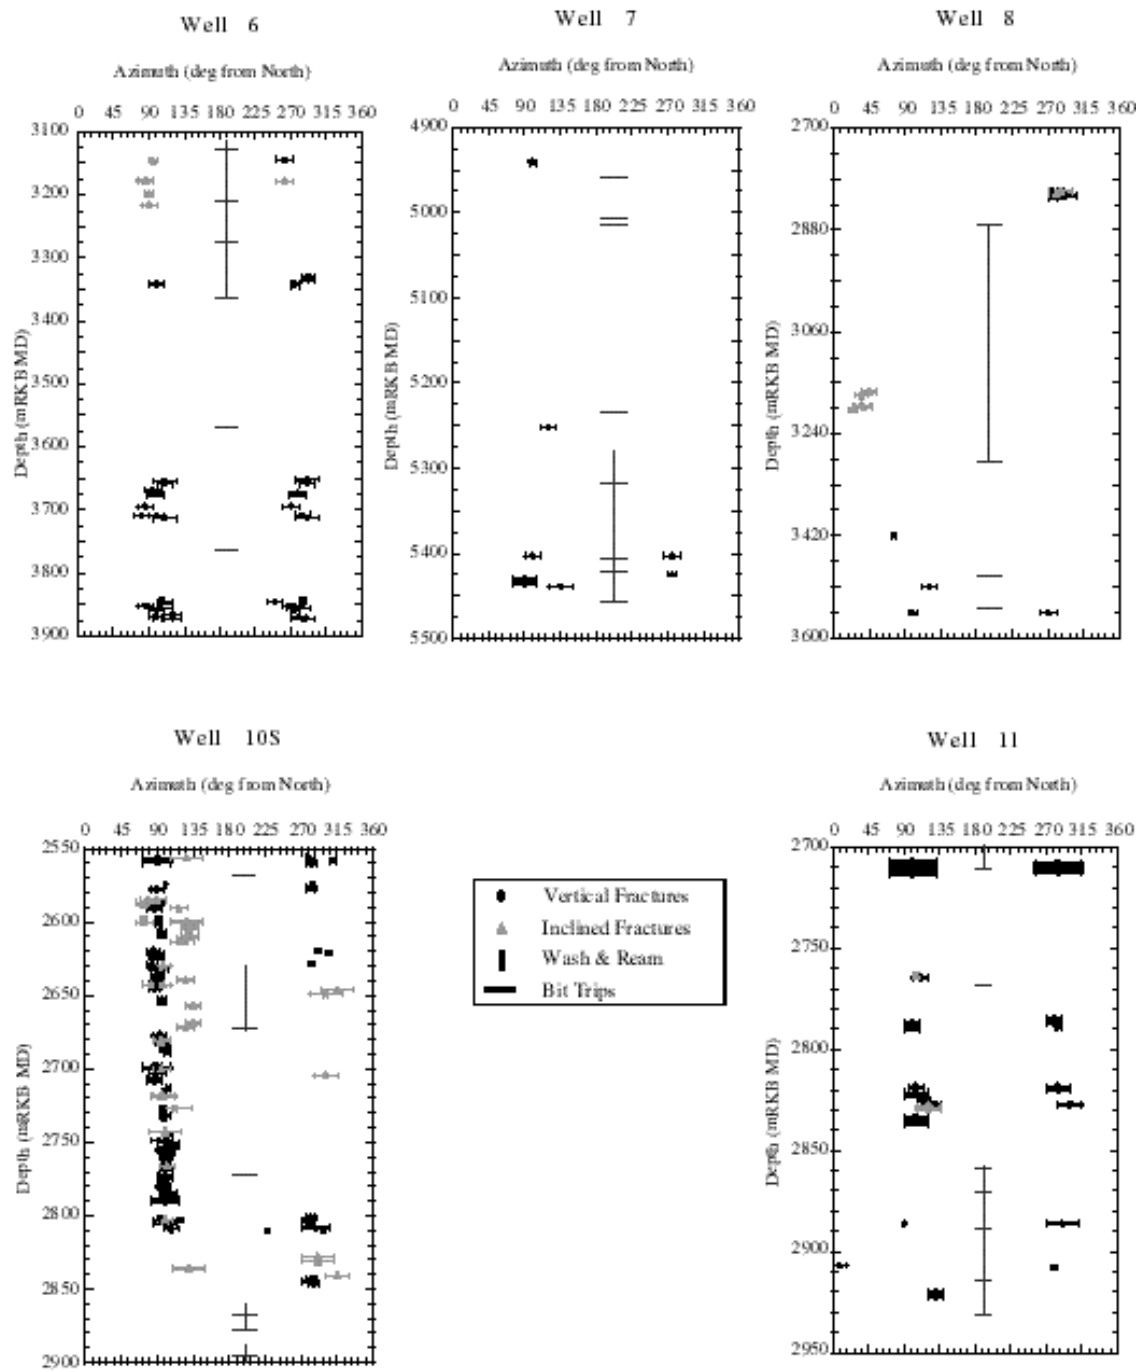 Well 6
Azimuth (deg from North)
0 45 90 135 180 225 270 315 360
3100
3200
3300
3400
3500
3600
3700
3800
3900
Depth (mRKB MD)
Well 7
Azimuth (deg from North)
0 45 90 135 180 225 270 315 360
4900
5000
5100
5200
5300
5400
5500
Depth (mRKB MD)
Well 8
Azimuth (deg from North)
0 45 90 135 180 225 270 315 360
2700
2880
3060
3240
3420
3600
Depth (mRKB MD)
Well 10S
Azimuth (deg from North)
0 45 90 135 180 225 270 315 360
2550
2600
2650
2700
2750
2800
2850
2900
Depth (mRKB MD)
Vertical Fractures
Inclined Fractures
Wash & Ream
Bit Trips
Well 11
Azimuth (deg from North)
0 45 90 135 180 225 270 315 360
2700
2750
2800
2850
2900
2950
Depth (mRKB MD)